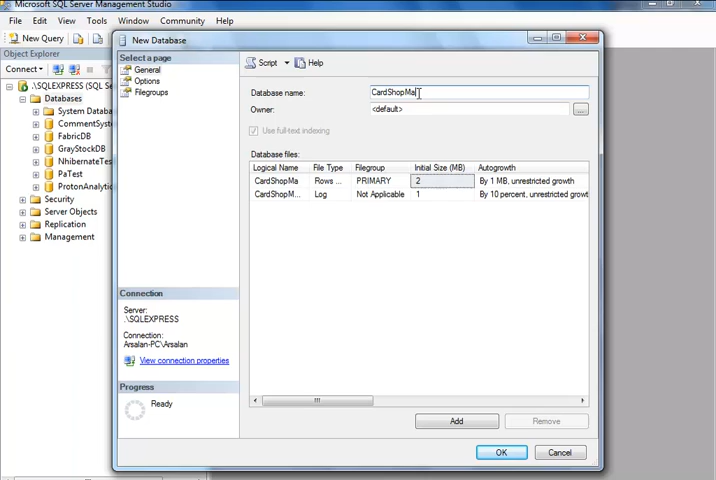 Microsoft SQL Server Management Studio
File Edit View Tools Window Community Help
New Query
Object Explorer
Connect
.\SQLEXPRESS (SQL Se
Databases
System Databa
CommentSyste
FabricDB
GrayStockDB
NhibernateTest
PaTest
ProtonAnalytic
Security
Server Objects
Replication
Management
New Database
Select a page
General
Options
Filegroups
Connection
Server:
.\SQLEXPRESS
Connection:
Arsalan-PC\Arsalan
View connection properties
Progress
Ready
Script Help
Database name: CardShopMa
Owner: <default> ...
Use full-text indexing
Database files:
Logical Name File Type Filegroup Initial Size (MB) Autogrowth
CardShopMa Rows ... PRIMARY 2 By 1 MB, unrestricted growth
CardShopM... Log Not Applicable 1 By 10 percent, unrestricted growt
Add Remove
OK Cancel